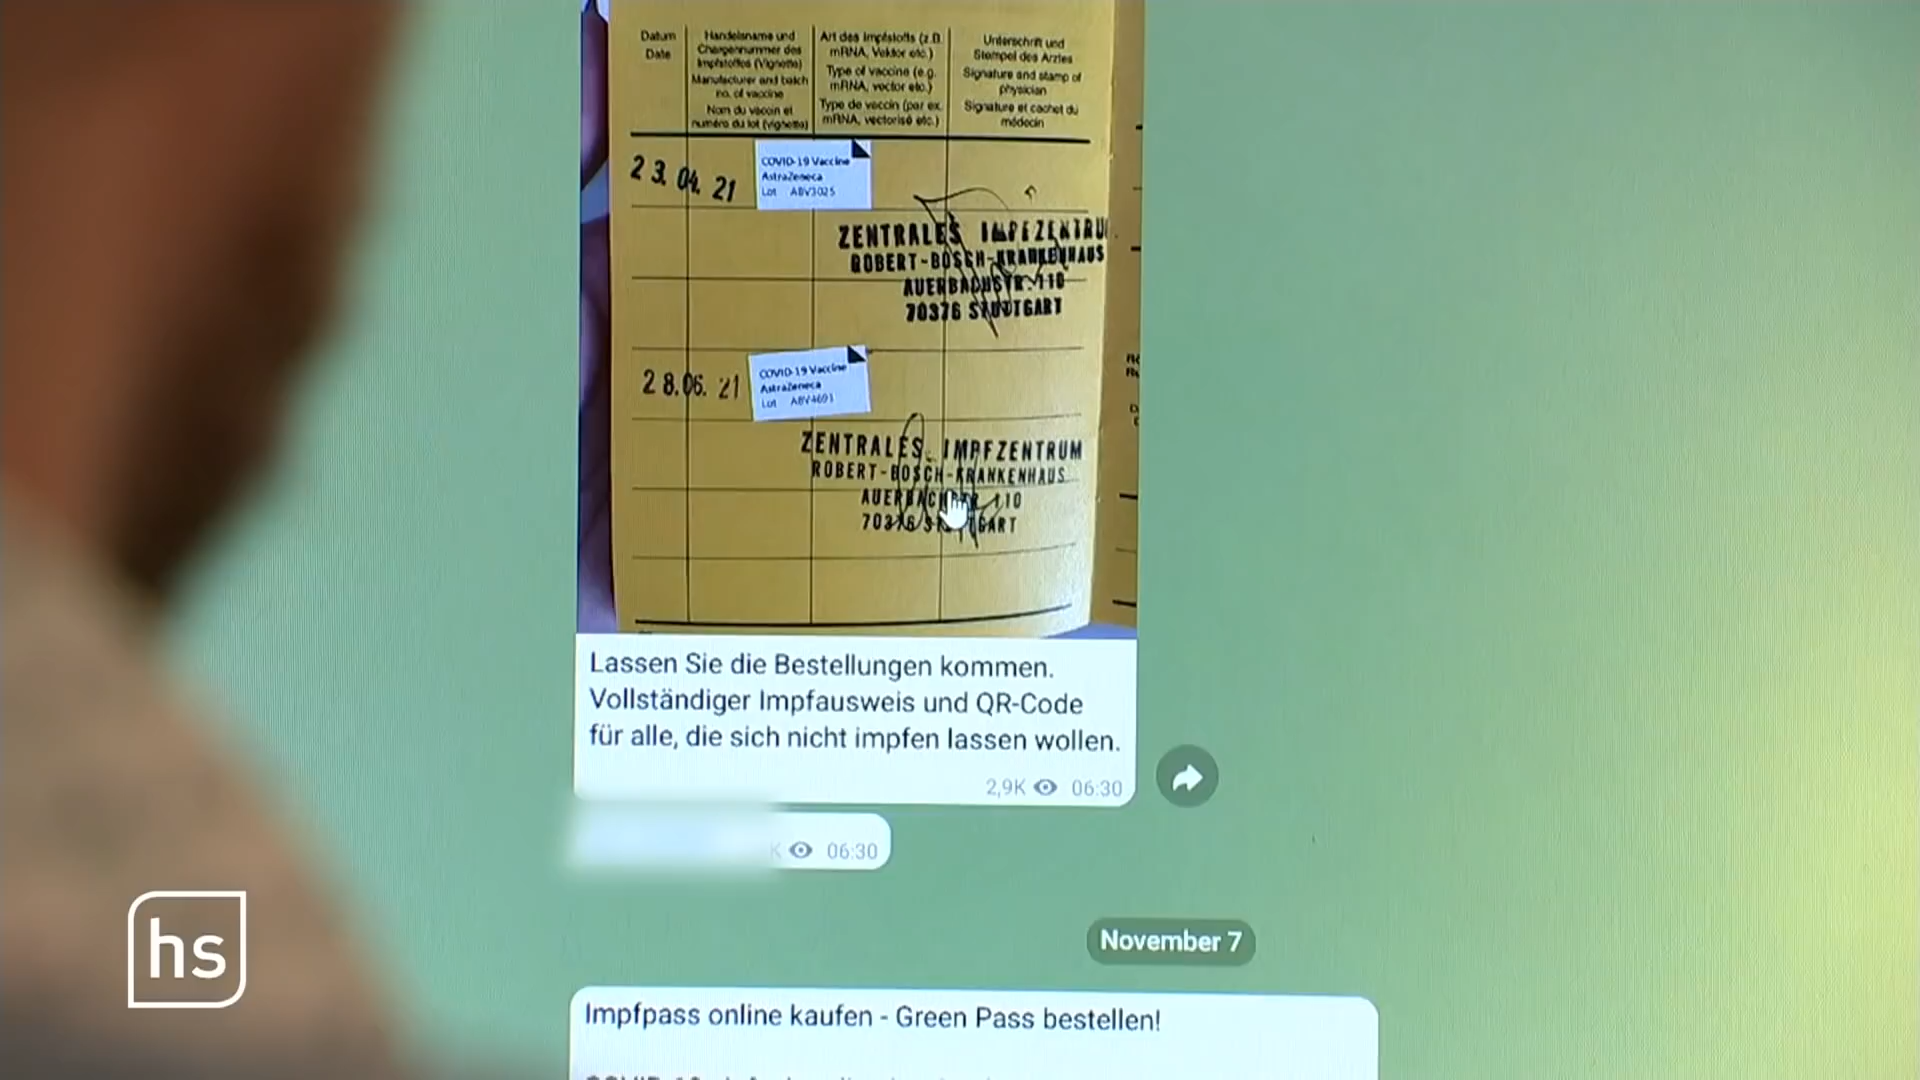 Datum
Date
Handelsname und
Chargennummer des
Impfstoffes (Vignette)
Manufacturer and batch
no. of vaccine
Nom du vaccin et
numéro du lot (vignette)
Art des Impfstoffs (z.B.
mRNA, Vektor etc.)
Type of vaccine (e.g.
mRNA, vector etc.)
Type de vaccin (par ex.
mRNA, vectorisé etc.)
Unterschrift und
Stempel des Arztes
Signature and stamp of
physician
Signature et cachet du
médecin
23.04.21
COVID-19 Vaccine
AstraZeneca
Lot ABV3025
ZENTRALES IMPFZENTRU
ROBERT-BOSCH-KRANKENHAUS
AUERBACHSTR. 110
70376 STUTTGART
28.06.21
COVID-19 Vaccine
AstraZeneca
Lot ABV4691
ZENTRALES IMPFZENTRUM
ROBERT-BOSCH-KRANKENHAUS
AUERBACHSTR. 110
70376 STUTTGART
Lassen Sie die Bestellungen kommen.
Vollständiger Impfausweis und QR-Code
für alle, die sich nicht impfen lassen wollen.
2,9K 06:30
K 06:30
November 7
Impfpass online kaufen - Green Pass bestellen!
hs